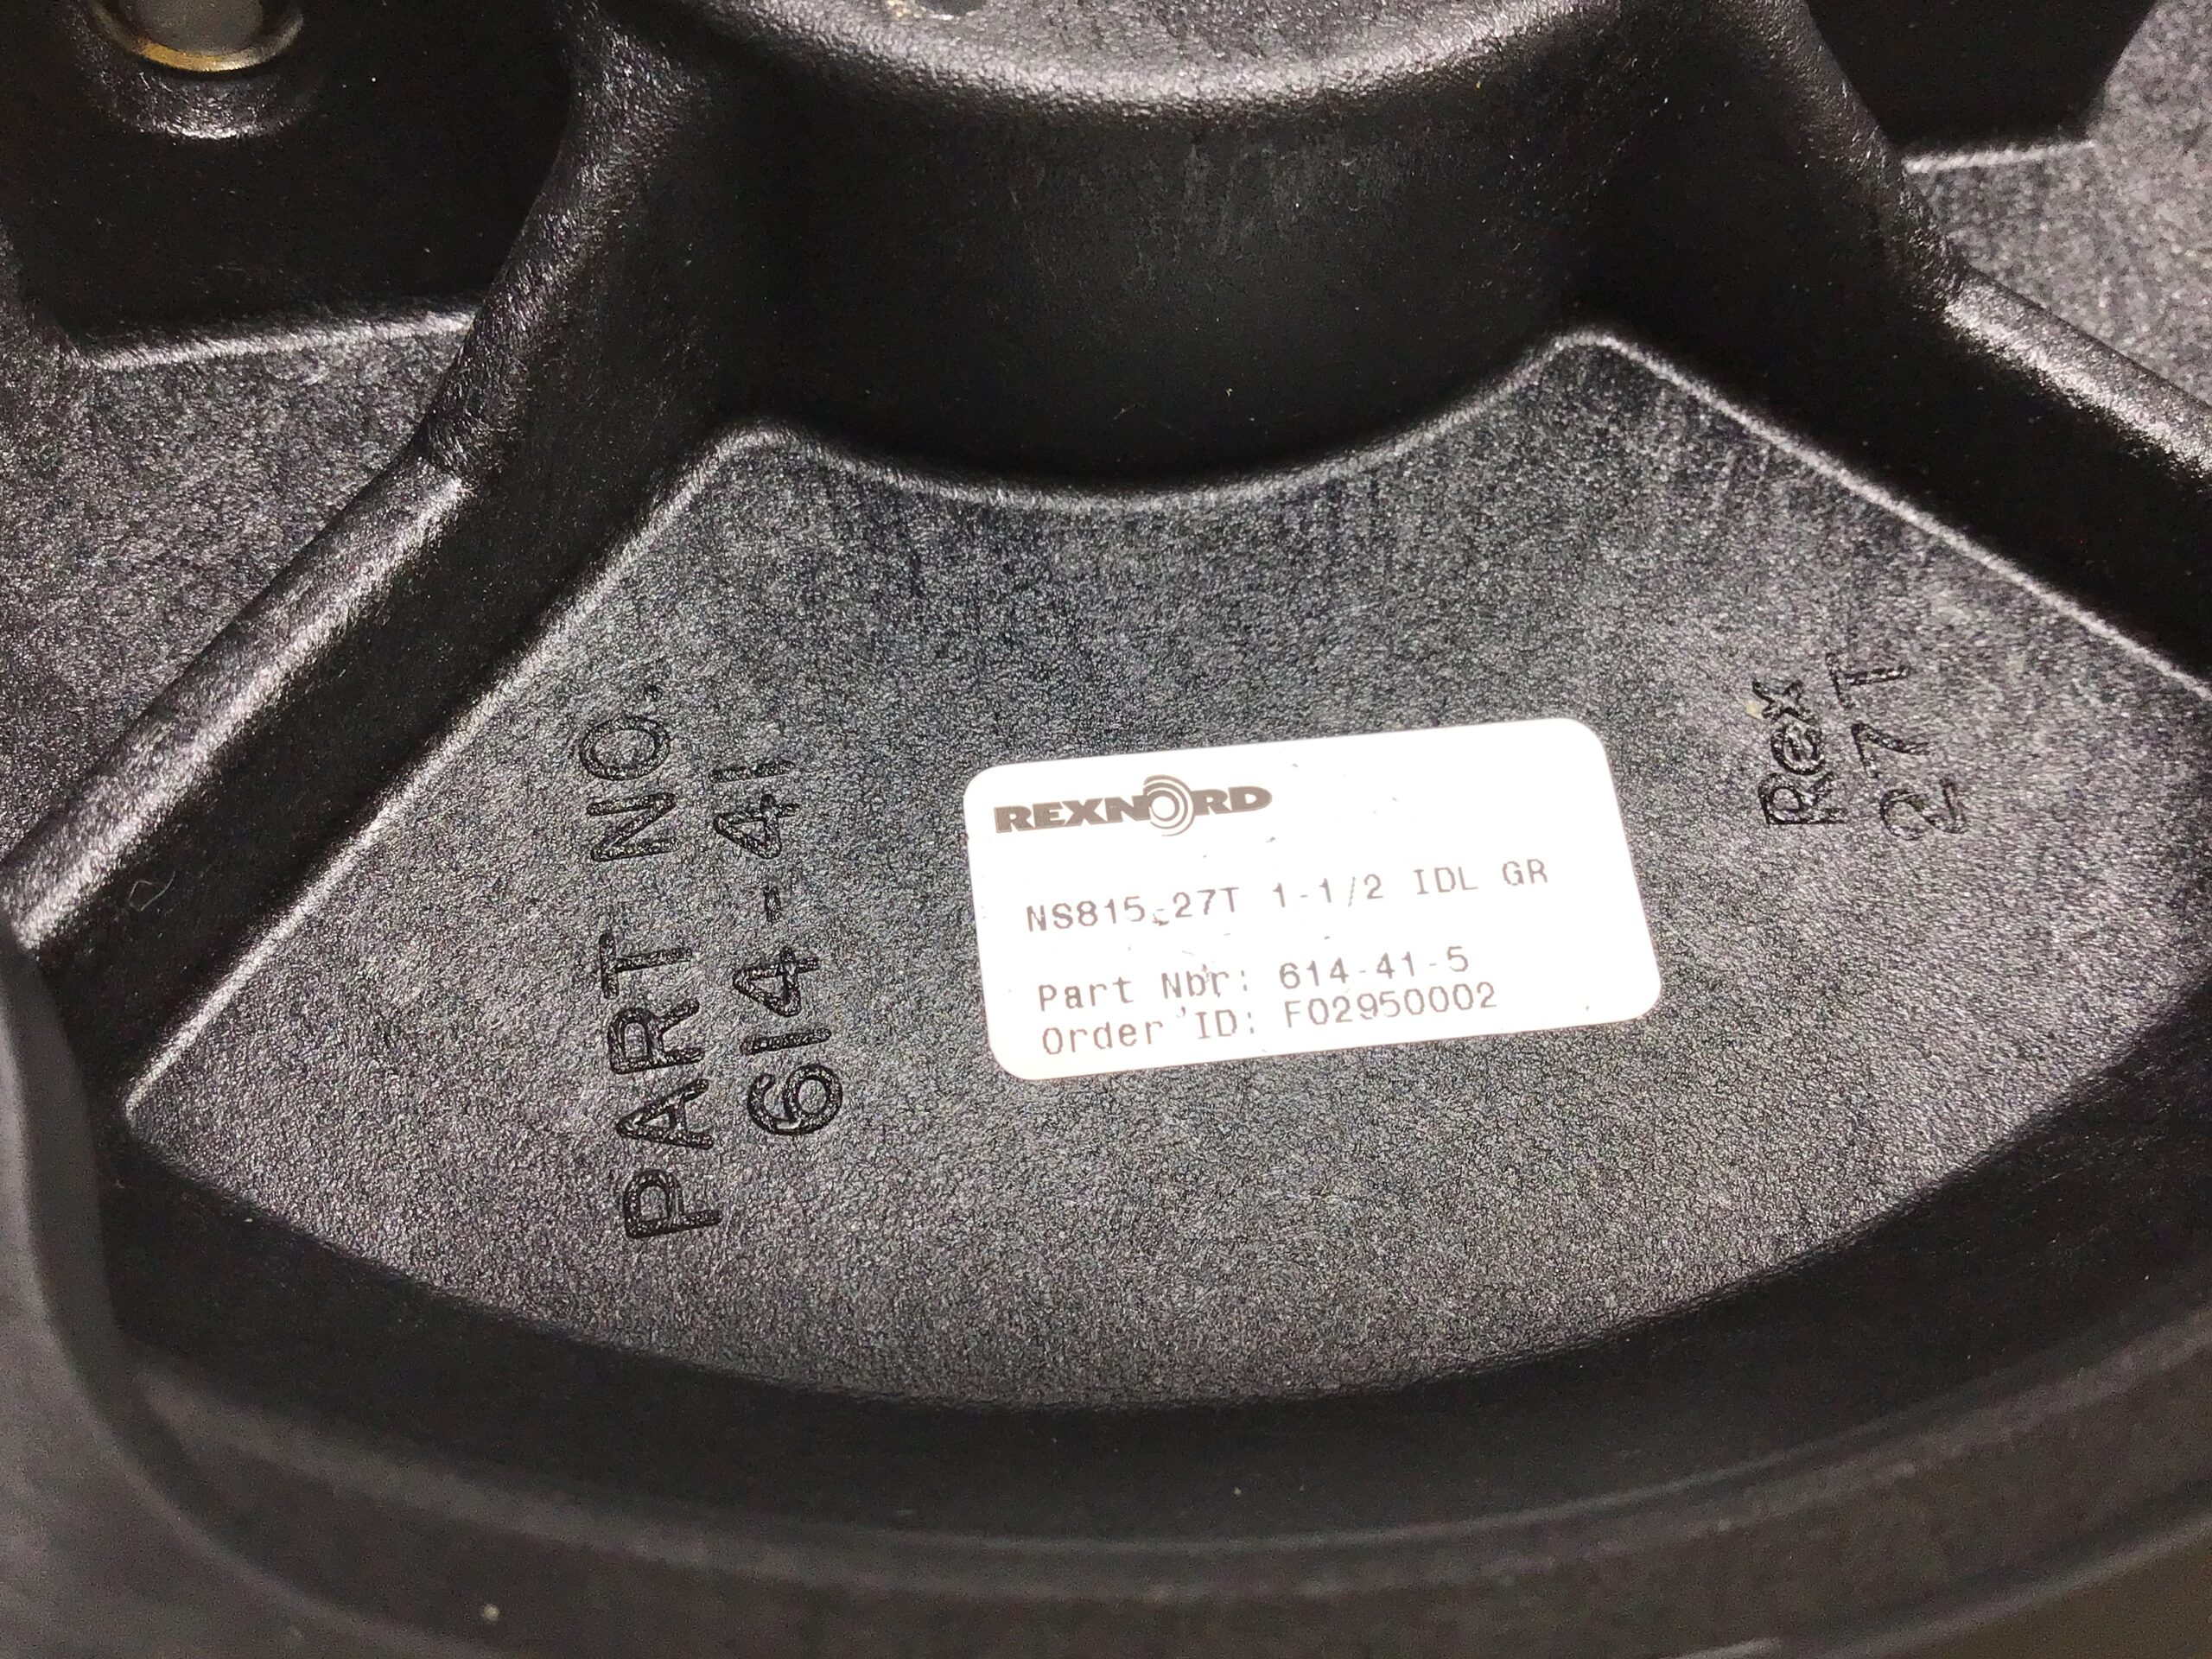 PART NO.
614-41
REXNORD
NS815-27T 1-1/2 IDL GR
Part Nbr: 614-41-5
Order ID: F02950002
Rex
27T